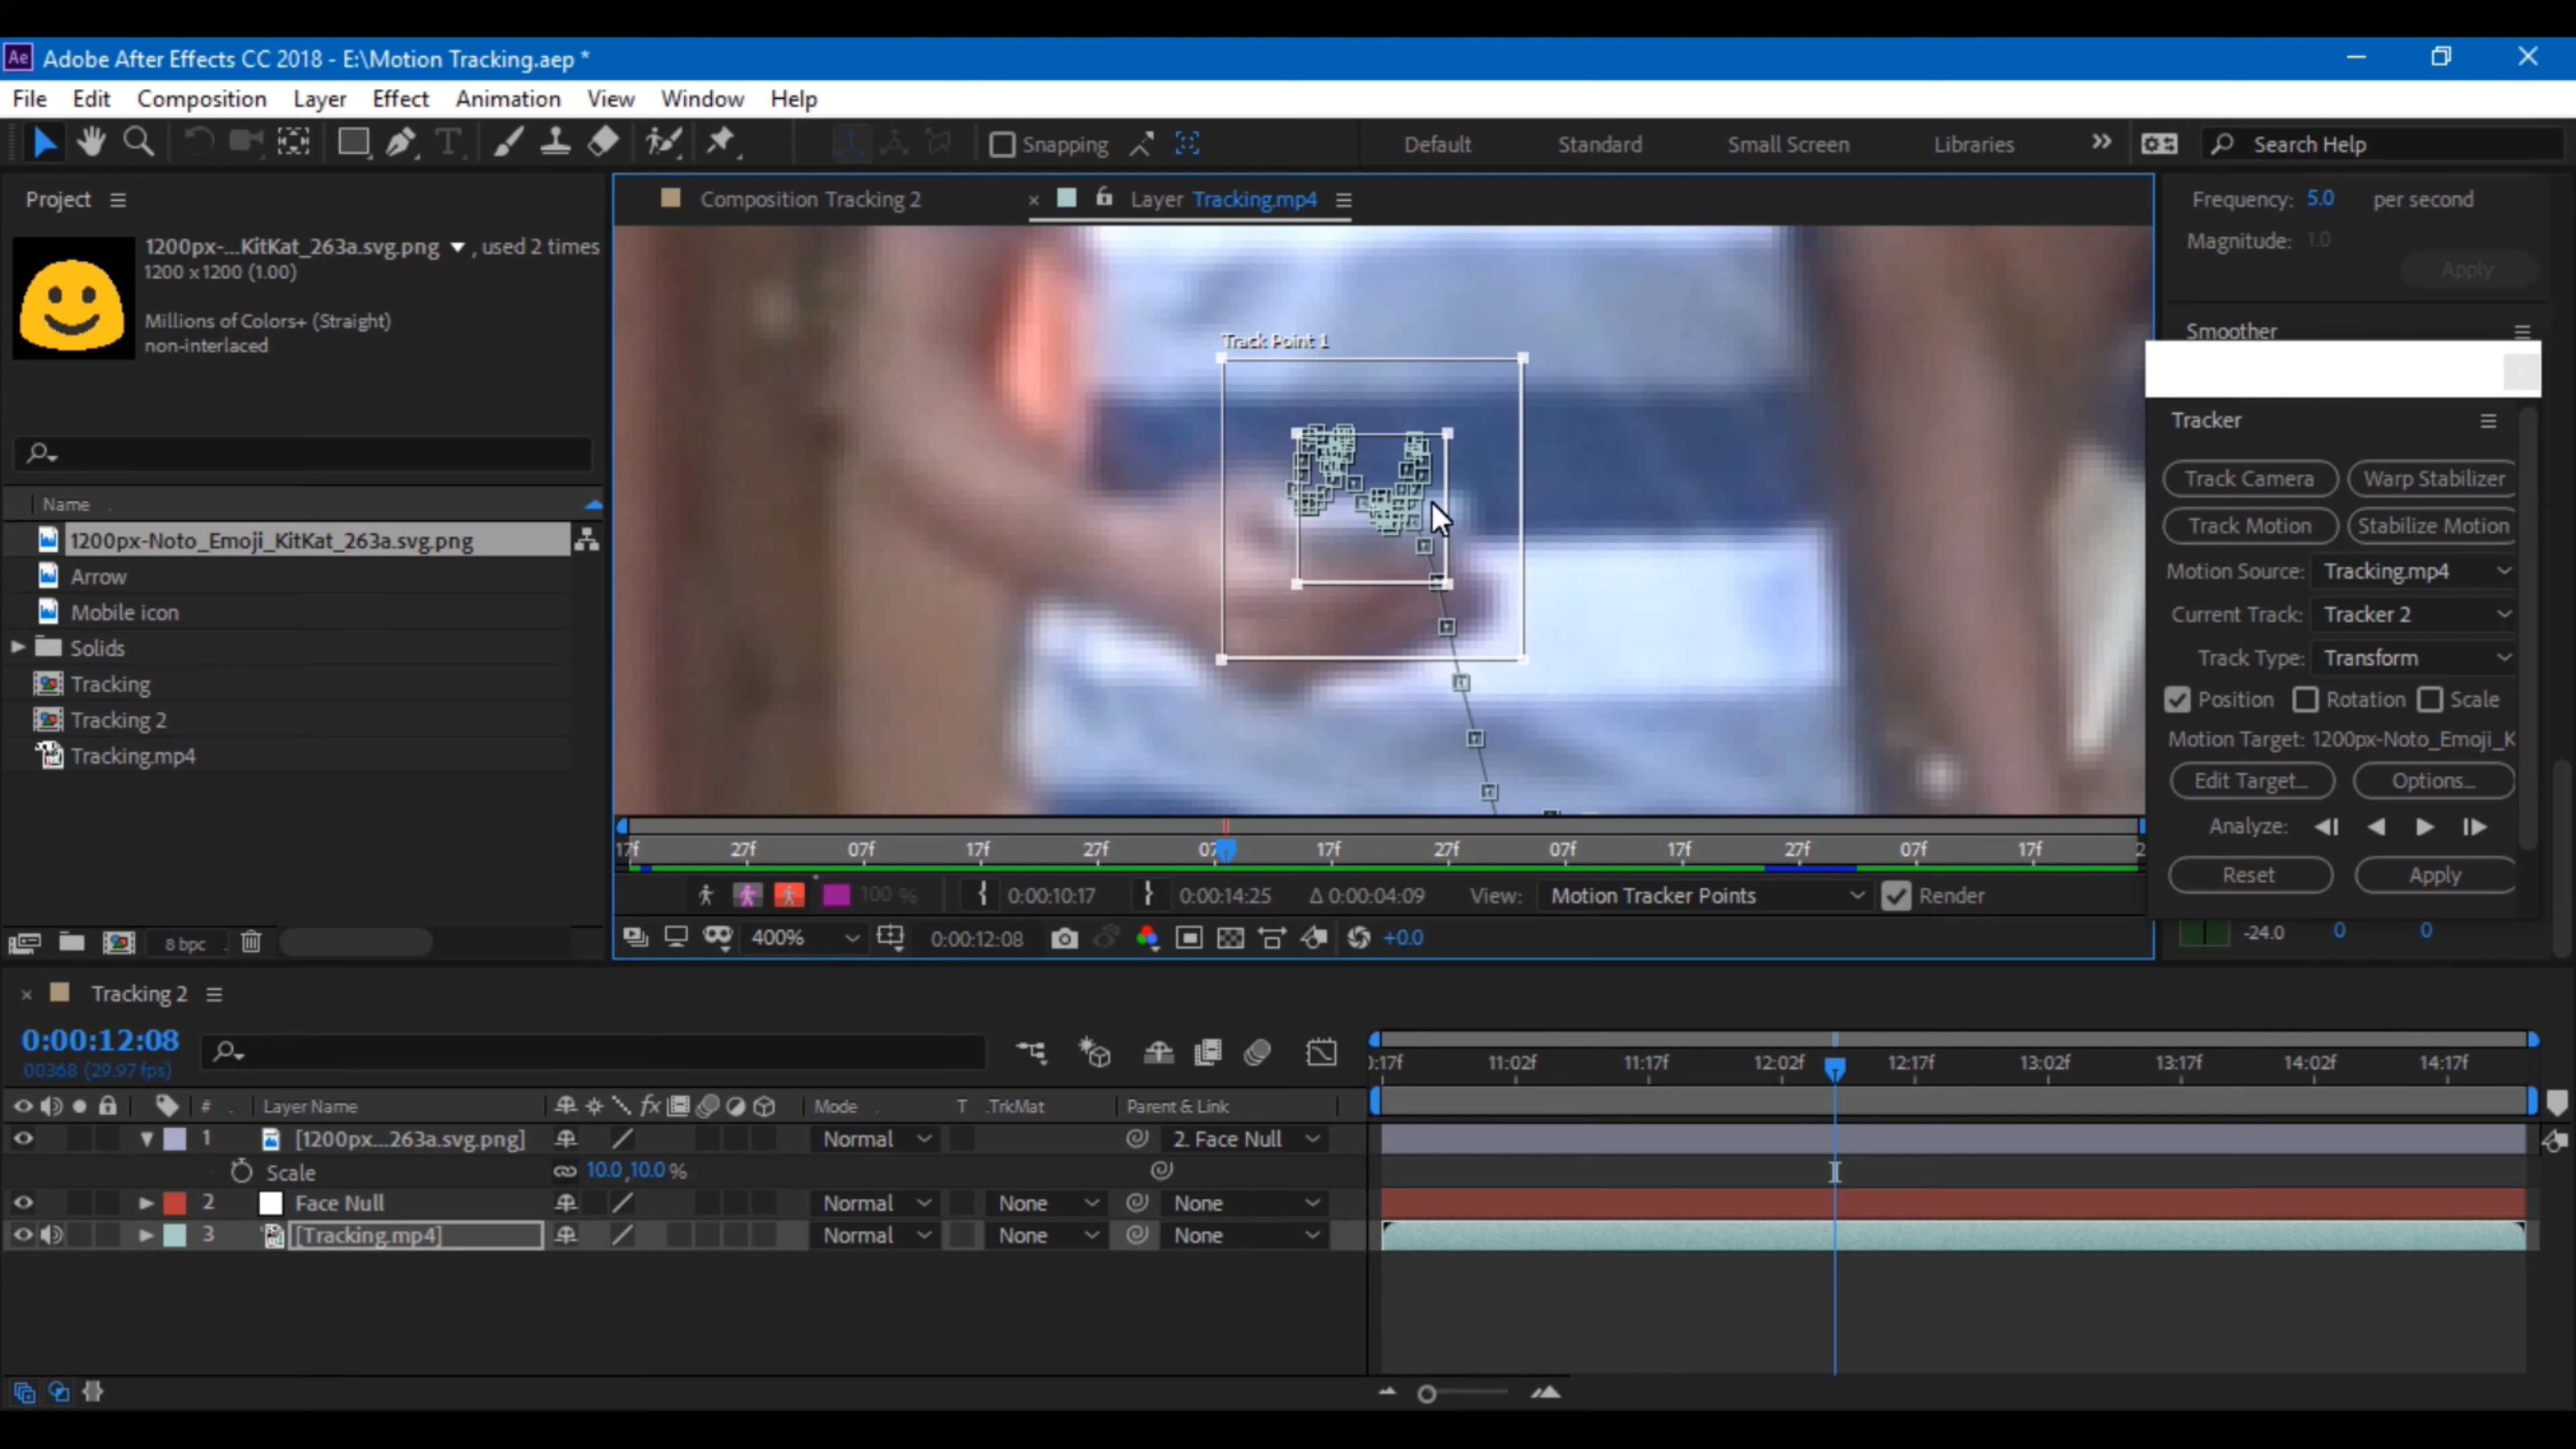 Ae Adobe After Effects CC 2018 - E:\Motion Tracking.aep *
File Edit Composition Layer Effect Animation View Window Help
T Snapping Default Standard Small Screen Libraries Search Help
Project
1200px-...KitKat_263a.svg.png , used 2 times
1200 x 1200 (1.00)
Millions of Colors+ (Straight)
non-interlaced
Name
1200px-Noto_Emoji_KitKat_263a.svg.png
Arrow
Mobile icon
Solids
Tracking
Tracking 2
Tracking.mp4
8 bpc
Composition Tracking 2
Layer Tracking.mp4
Track Point 1
17f 27f 07f 17f 27f 07f 17f 27f 07f 17f 27f 07f 17f
100 % 0:00:10:17 0:00:14:25 Δ 0:00:04:09 View: Motion Tracker Points Render
400% 0:00:12:08 +0.0
Frequency: 5.0 per second
Magnitude: 1.0
Apply
Smoother
Tracker
Track Camera Warp Stabilizer
Track Motion Stabilize Motion
Motion Source: Tracking.mp4
Current Track: Tracker 2
Track Type: Transform
Position Rotation Scale
Motion Target: 1200px-Noto_Emoji_K
Edit Target... Options...
Analyze:
Reset Apply
-24.0 0 0
Tracking 2
0:00:12:08
00368 (29.97 fps)
:17f 11:02f 11:17f 12:02f 12:17f 13:02f 13:17f 14:02f 14:17f
# Layer Name fx Mode T .TrkMat Parent & Link
1 [1200px...263a.svg.png] Normal 2. Face Null
Scale 10.0,10.0 %
2 Face Null Normal None None
3 [Tracking.mp4] Normal None None